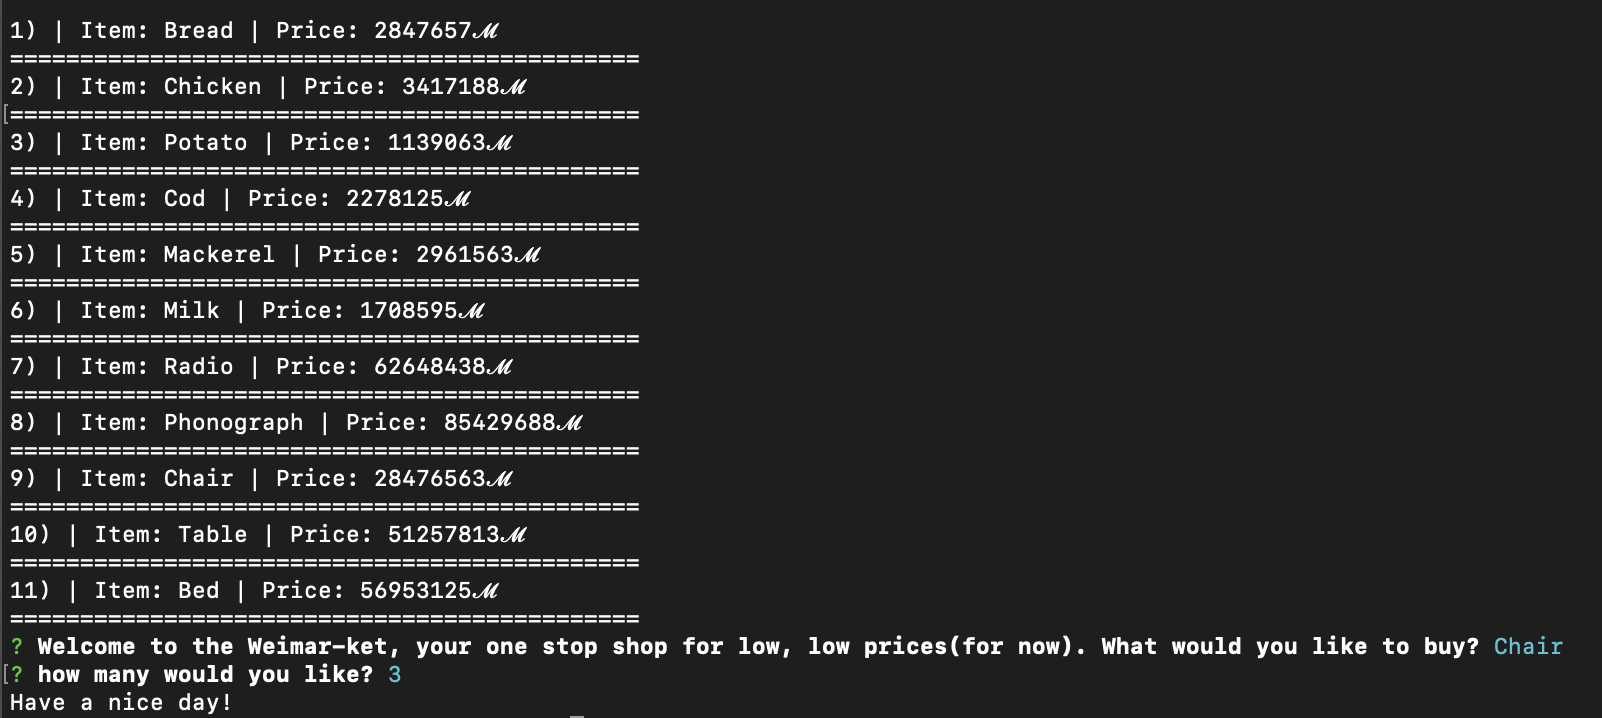 1) | Item: Bread | Price: 2847657ℳ
=============================================
2) | Item: Chicken | Price: 3417188ℳ
[=============================================
3) | Item: Potato | Price: 1139063ℳ
=============================================
4) | Item: Cod | Price: 2278125ℳ
=============================================
5) | Item: Mackerel | Price: 2961563ℳ
=============================================
6) | Item: Milk | Price: 1708595ℳ
=============================================
7) | Item: Radio | Price: 62648438ℳ
=============================================
8) | Item: Phonograph | Price: 85429688ℳ
=============================================
9) | Item: Chair | Price: 28476563ℳ
=============================================
10) | Item: Table | Price: 51257813ℳ
=============================================
11) | Item: Bed | Price: 56953125ℳ
=============================================
? Welcome to the Weimar-ket, your one stop shop for low, low prices(for now). What would you like to buy? Chair
[? how many would you like? 3
Have a nice day!